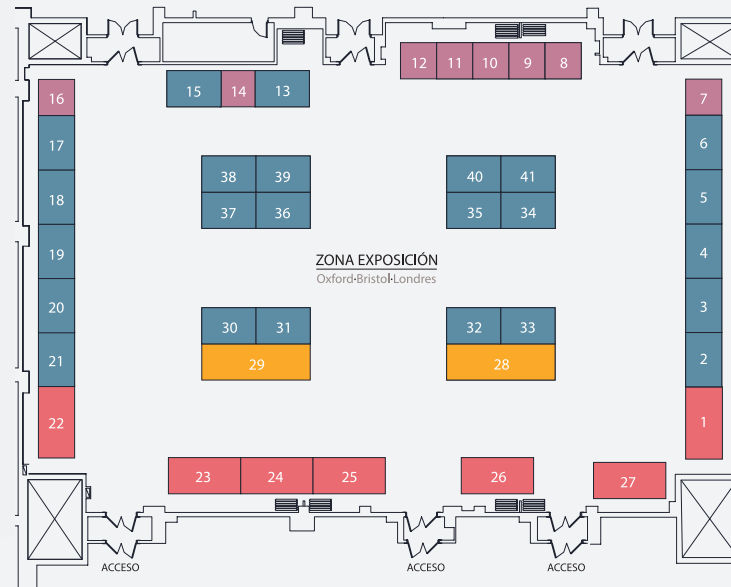 12 11 10 9 8
15 14 13
16 7
17 6
18 5
19 4
20 3
21 2
22 1
38 39 40 41
37 36 35 34
ZONA EXPOSICIÓN
Oxford·Bristol·Londres
30 31 32 33
29 28
23 24 25 26 27
ACCESO ACCESO ACCESO